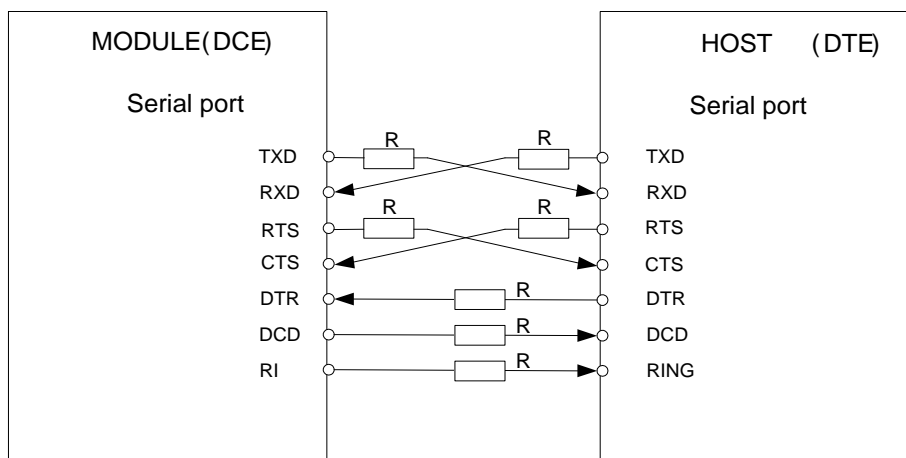 MODULE(DCE) HOST (DTE)
Serial port Serial port
R R
TXD TXD
RXD RXD
R R
RTS RTS
CTS CTS
DTR R DTR
DCD R DCD
RI R RING